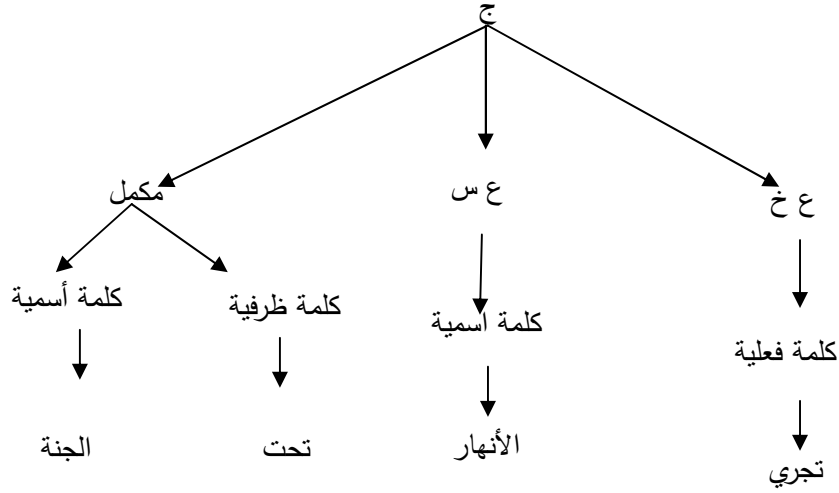 ج
ع خ
ع س
مكمل
كلمة فعلية
كلمة اسمية
كلمة ظرفية
كلمة أسمية
تجري
الأنهار
تحت
الجنة